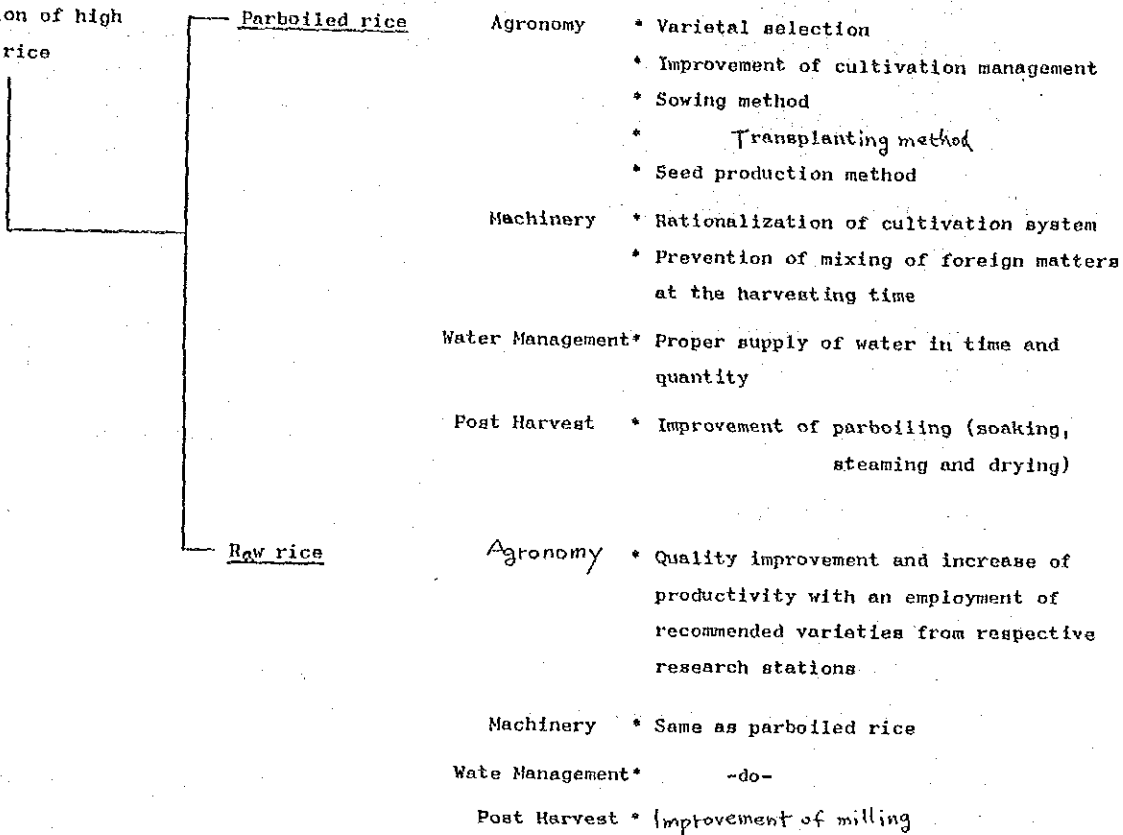 on of high
rice
Parboiled rice
Agronomy * Varietal selection
* Improvement of cultivation management
* Sowing method
* Transplanting method
* Seed production method
Machinery * Rationalization of cultivation system
* Prevention of mixing of foreign matters
at the harvesting time
Water Management* Proper supply of water in time and
quantity
Post Harvest * Improvement of parboiling (soaking,
steaming and drying)
Raw rice
Agronomy * Quality improvement and increase of
productivity with an employment of
recommended varieties from respective
research stations
Machinery * Same as parboiled rice
Wate Management* -do-
Post Harvest * Improvement of milling